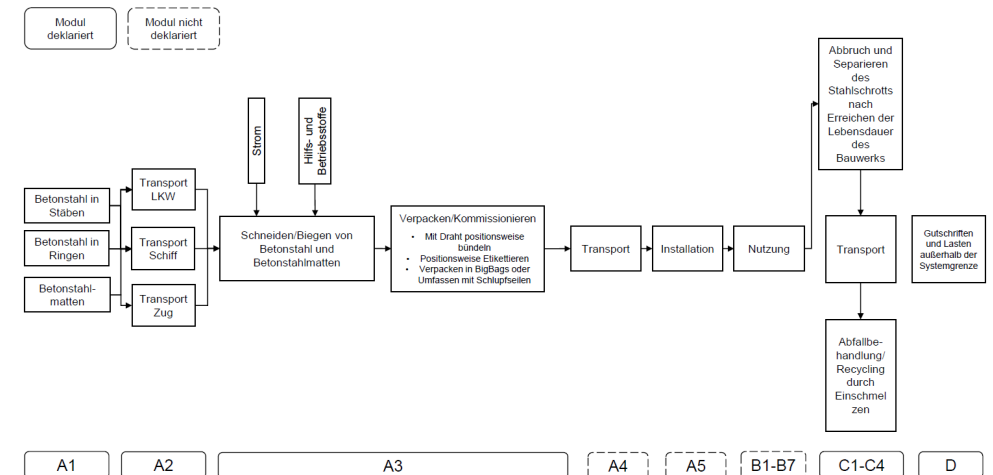 Modul
deklariert
Modul nicht
deklariert
Strom
Hilfs- und
Betriebsstoffe
Betonstahl in
Stäben
Betonstahl in
Ringen
Betonstahl-
matten
Transport
LKW
Transport
Schiff
Transport
Zug
Schneiden/Biegen von
Betonstahl und
Betonstahlmatten
Verpacken/Kommissionieren
• Mit Draht positionsweise
bündeln
• Positionsweise Etikettieren
• Verpacken in BigBags oder
Umfassen mit Schlupfseilen
Transport
Installation
Nutzung
Abbruch und
Separieren
des
Stahlschrotts
nach
Erreichen der
Lebensdauer
des
Bauwerks
Transport
Abfallbe-
handlung/
Recycling
durch
Einschmel
zen
Gutschriften
und Lasten
außerhalb der
Systemgrenze
A1
A2
A3
A4
A5
B1-B7
C1-C4
D